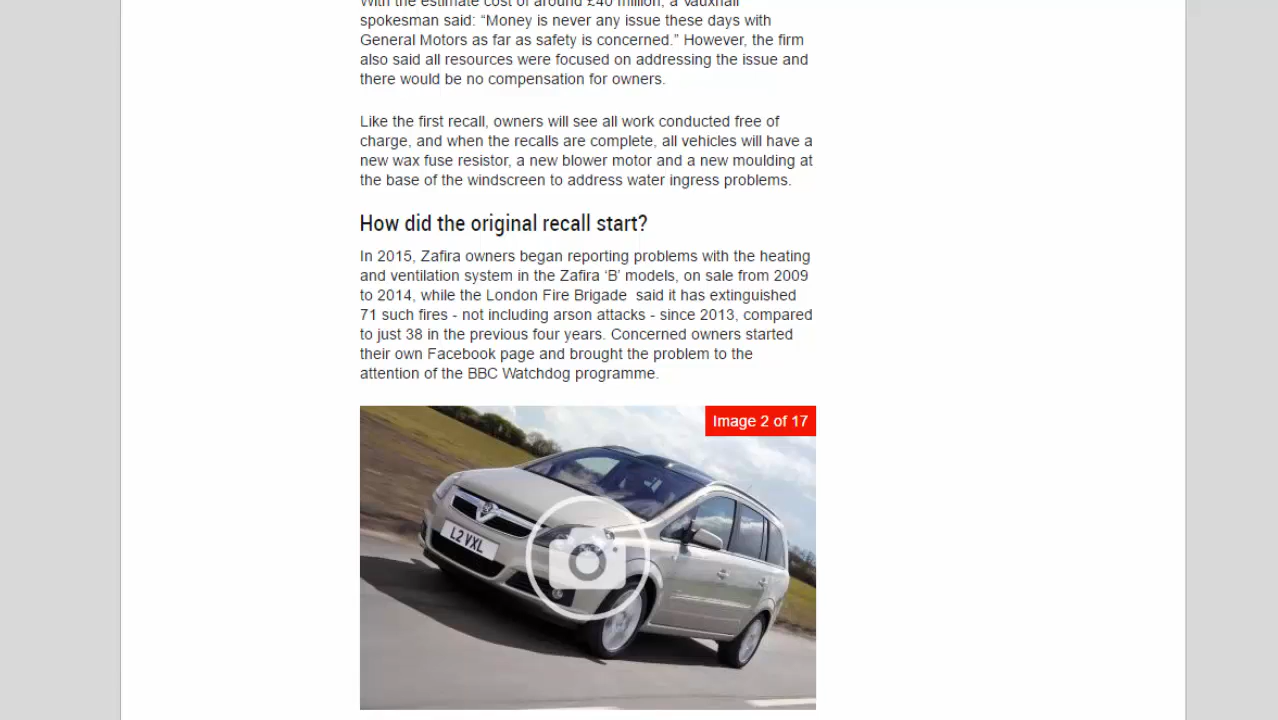 With the estimate cost of around £40 million, a Vauxhall
spokesman said: “Money is never any issue these days with
General Motors as far as safety is concerned.” However, the firm
also said all resources were focused on addressing the issue and
there would be no compensation for owners.
Like the first recall, owners will see all work conducted free of
charge, and when the recalls are complete, all vehicles will have a
new wax fuse resistor, a new blower motor and a new moulding at
the base of the windscreen to address water ingress problems.
How did the original recall start?
In 2015, Zafira owners began reporting problems with the heating
and ventilation system in the Zafira ‘B’ models, on sale from 2009
to 2014, while the London Fire Brigade  said it has extinguished
71 such fires - not including arson attacks - since 2013, compared
to just 38 in the previous four years. Concerned owners started
their own Facebook page and brought the problem to the
attention of the BBC Watchdog programme.
Image 2 of 17
L2 VXL